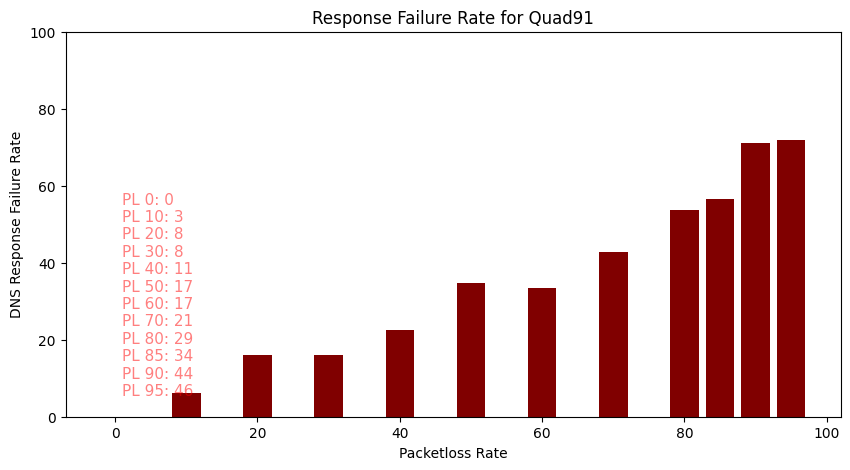 Response Failure Rate for Quad91
DNS Response Failure Rate
100
80
60
40
20
0
PL 0: 0
PL 10: 3
PL 20: 8
PL 30: 8
PL 40: 11
PL 50: 17
PL 60: 17
PL 70: 21
PL 80: 29
PL 85: 34
PL 90: 44
PL 95: 46
0 20 40 60 80 100
Packetloss Rate